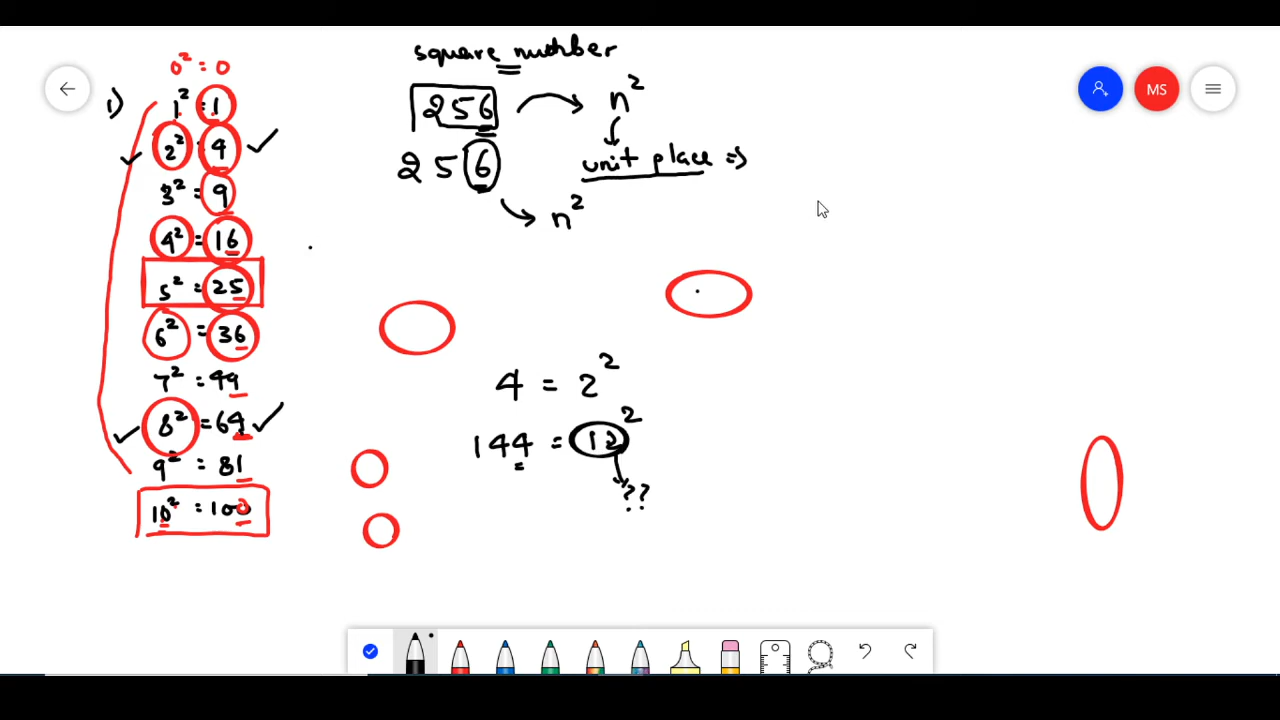 0² = 0
1) 1² = 1
2² = 4
3² = 9
4² = 16
5² = 25
6² = 36
7² = 49
8² = 64
9² = 81
10² = 100
square number
256 → n²
256 unit place ⇒
→ n²
4 = 2²
144 = 12²
??
MS